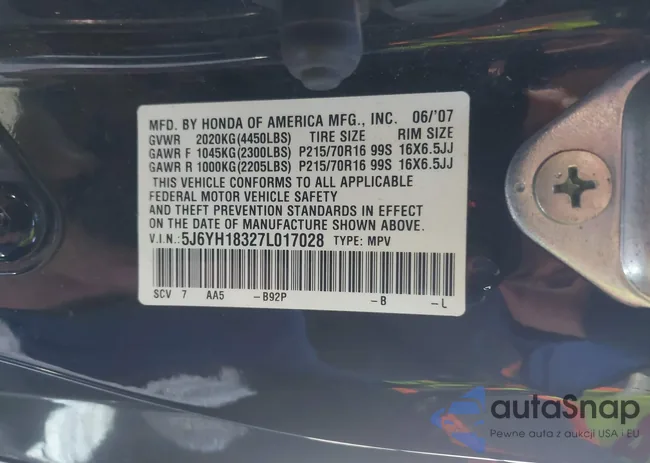 MFD. BY HONDA OF AMERICA MFG., INC. 06/'07
GVWR 2020KG(4450LBS) TIRE SIZE RIM SIZE
GAWR F 1045KG(2300LBS) P215/70R16 99S 16X6.5JJ
GAWR R 1000KG(2205LBS) P215/70R16 99S 16X6.5JJ
THIS VEHICLE CONFORMS TO ALL APPLICABLE
FEDERAL MOTOR VEHICLE SAFETY
AND THEFT PREVENTION STANDARDS IN EFFECT
ON THE DATE OF MANUFACTURE SHOWN ABOVE.
V.I.N.: 5J6YH18327L017028 TYPE: MPV
SCV 7 AA5 -B92P -B -L
autaSnap
Pewne auta z aukcji USA i EU